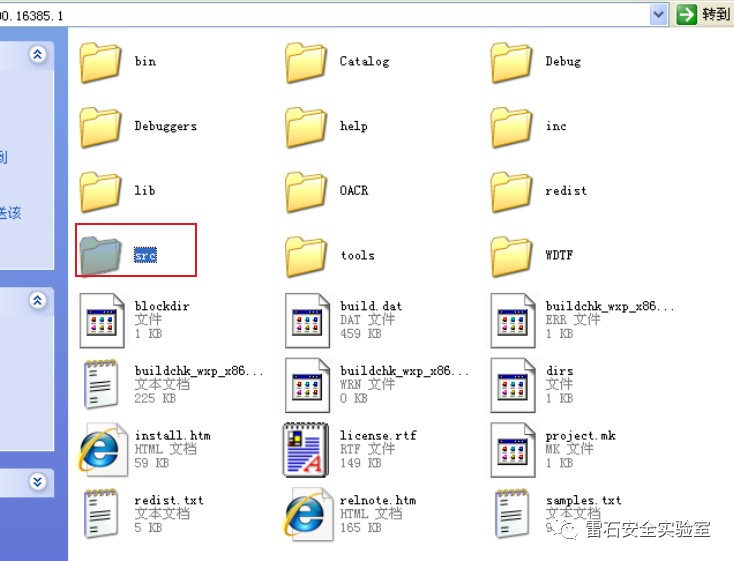 00.16385.1
转到
bin
Catalog
Debug
Debuggers
help
inc
到
lib
OACR
redist
送该
src
tools
WDTF
blockdir
文件
1 KB
build.dat
DAT 文件
459 KB
buildchk_wxp_x86...
ERR 文件
1 KB
buildchk_wxp_x86...
文本文档
225 KB
buildchk_wxp_x86...
WRN 文件
0 KB
dirs
文件
1 KB
install.htm
HTML 文档
59 KB
license.rtf
RTF 文件
149 KB
project.mk
MK 文件
1 KB
redist.txt
文本文档
5 KB
relnote.htm
HTML 文档
165 KB
samples.txt
文本文档
雷石安全实验室